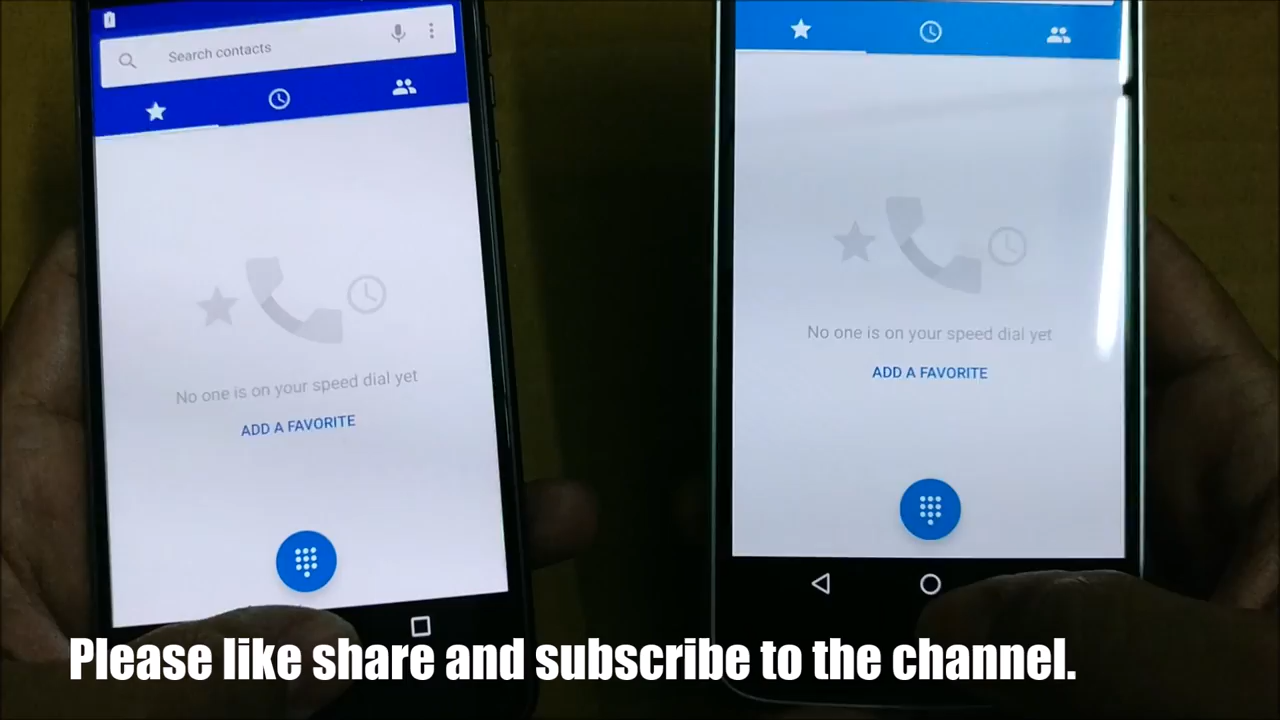 Search contacts
No one is on your speed dial yet
ADD A FAVORITE
No one is on your speed dial yet
ADD A FAVORITE
Please like share and subscribe to the channel.